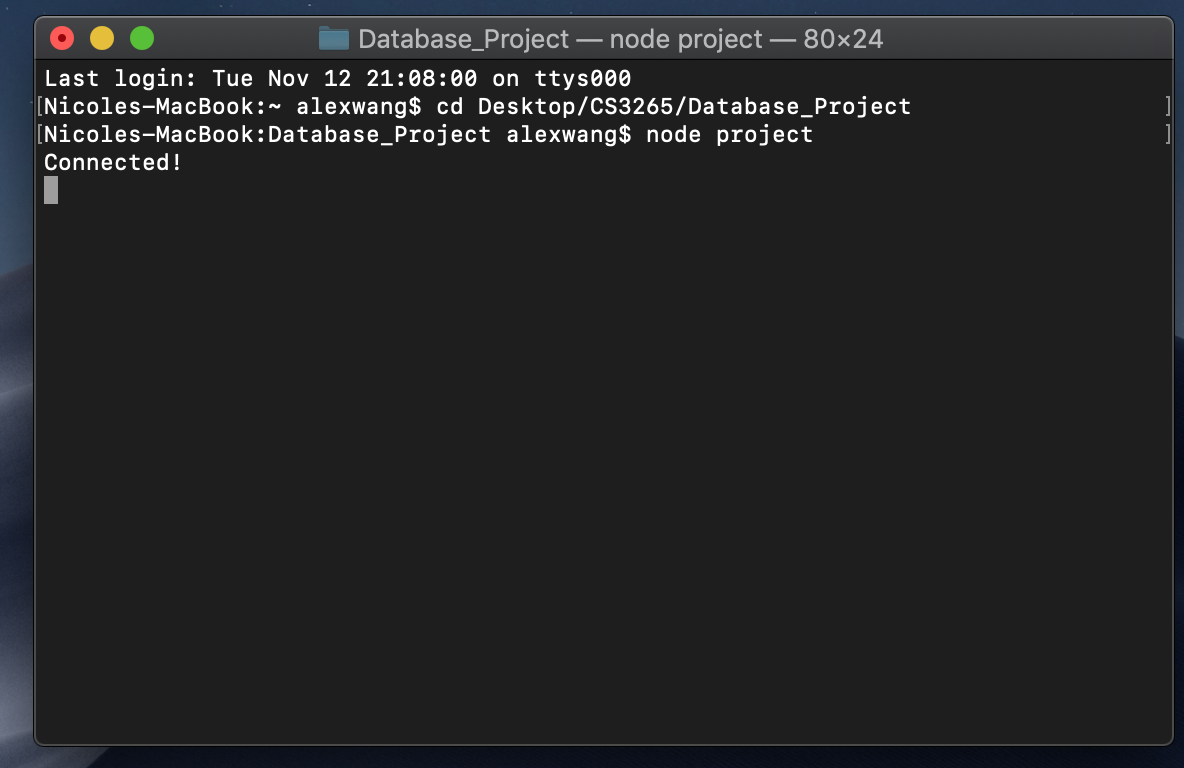 Database_Project — node project — 80×24
Last login: Tue Nov 12 21:08:00 on ttys000
[Nicoles-MacBook:~ alexwang$ cd Desktop/CS3265/Database_Project ]
[Nicoles-MacBook:Database_Project alexwang$ node project ]
Connected!